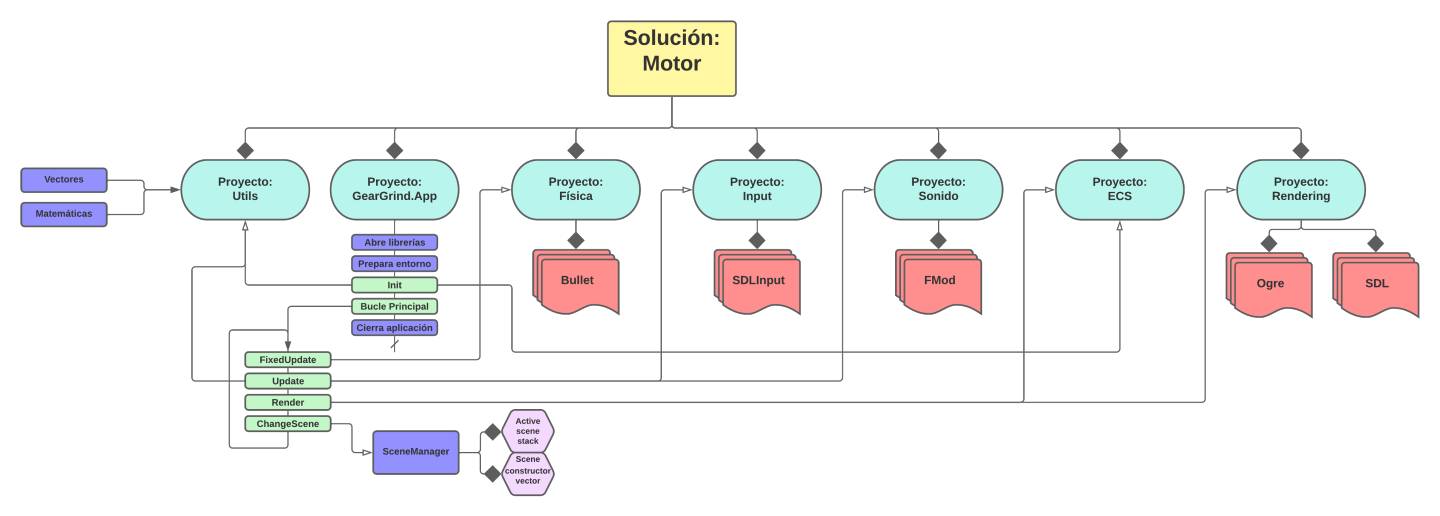 Solución:
Motor
Proyecto:
Utils
Proyecto:
GearGrind.App
Proyecto:
Física
Proyecto:
Input
Proyecto:
Sonido
Proyecto:
ECS
Proyecto:
Rendering
Vectores
Matemáticas
Abre librerías
Prepara entorno
Init
Bucle Principal
Cierra aplicación
Bullet
SDLInput
FMod
Ogre
SDL
FixedUpdate
Update
Render
ChangeScene
SceneManager
Active
scene
stack
Scene
constructor
vector